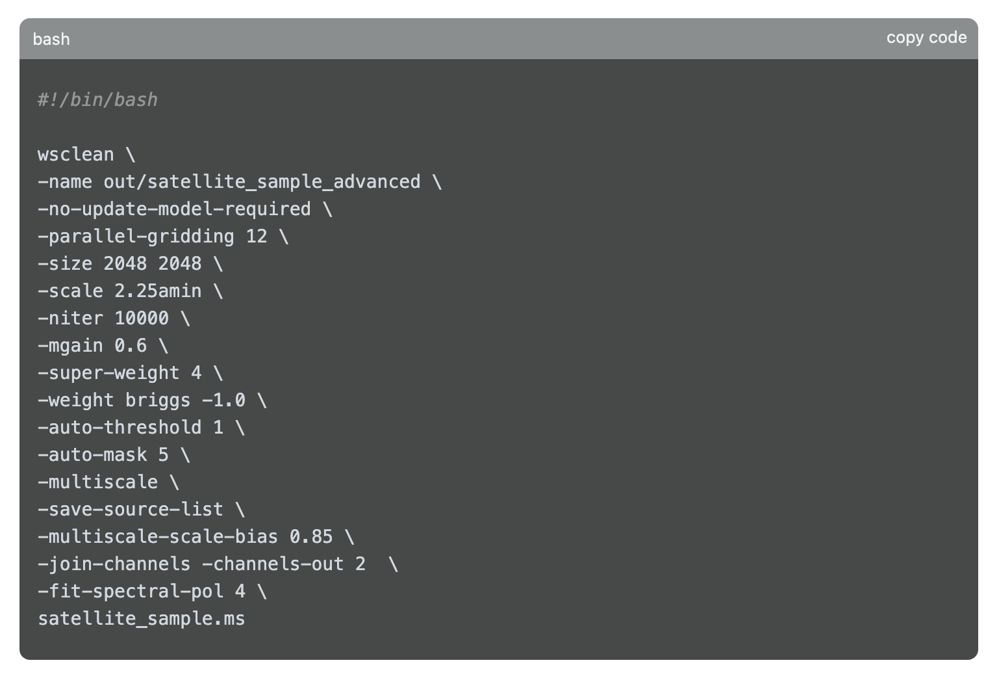 bash
copy code
#!/bin/bash
wsclean \
-name out/satellite_sample_advanced \
-no-update-model-required \
-parallel-gridding 12 \
-size 2048 2048 \
-scale 2.25amin \
-niter 10000 \
-mgain 0.6 \
-super-weight 4 \
-weight briggs -1.0 \
-auto-threshold 1 \
-auto-mask 5 \
-multiscale \
-save-source-list \
-multiscale-scale-bias 0.85 \
-join-channels -channels-out 2  \
-fit-spectral-pol 4 \
satellite_sample.ms